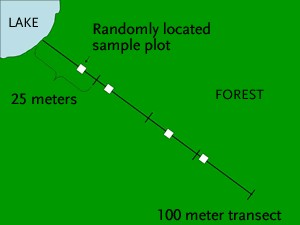 LAKE
Randomly located
sample plot
25 meters
FOREST
100 meter transect